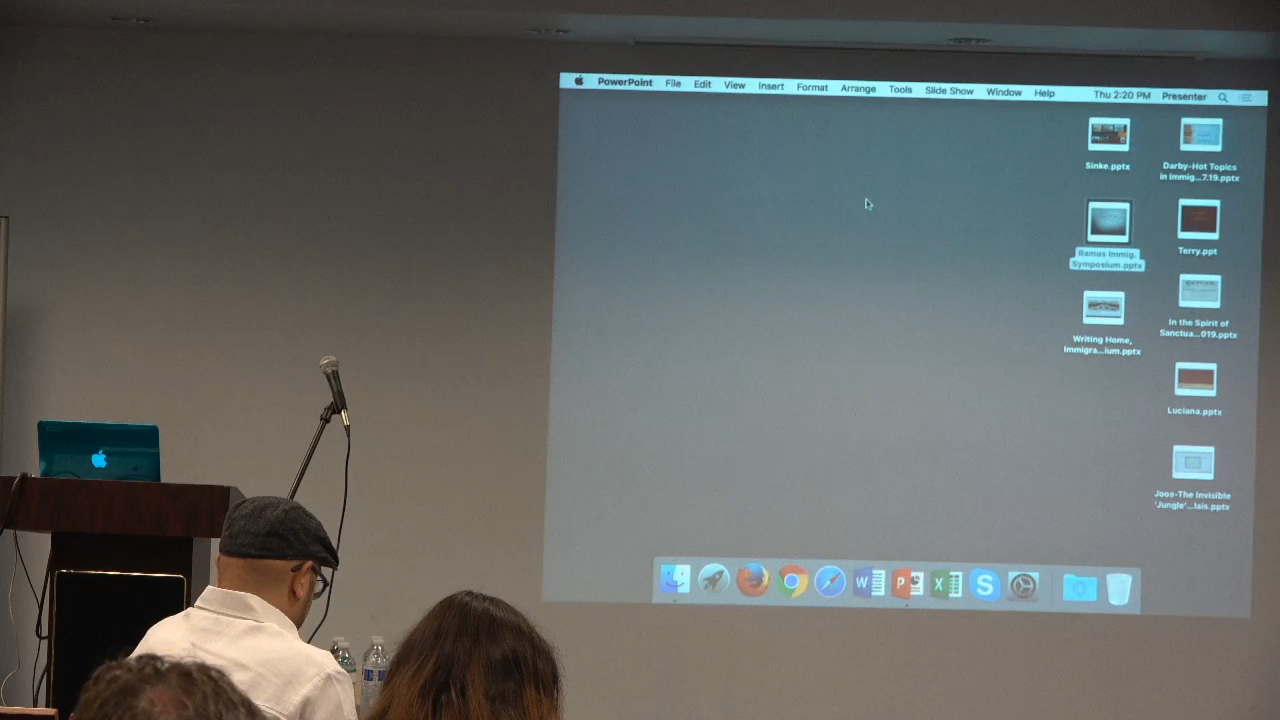 PowerPoint File Edit View Insert Format Arrange Tools Slide Show Window Help Thu 2:20 PM Presenter
Sinke.pptx
Darby-Hot Topics
in Immig...7.19.pptx
Ramos Immig.
Symposium.pptx
Terry.ppt
Writing Home,
Immigra...ium.pptx
In the Spirit of
Sanctua...019.pptx
Luciana.pptx
Joos-The Invisible
'Jungle'...lais.pptx
W P X S